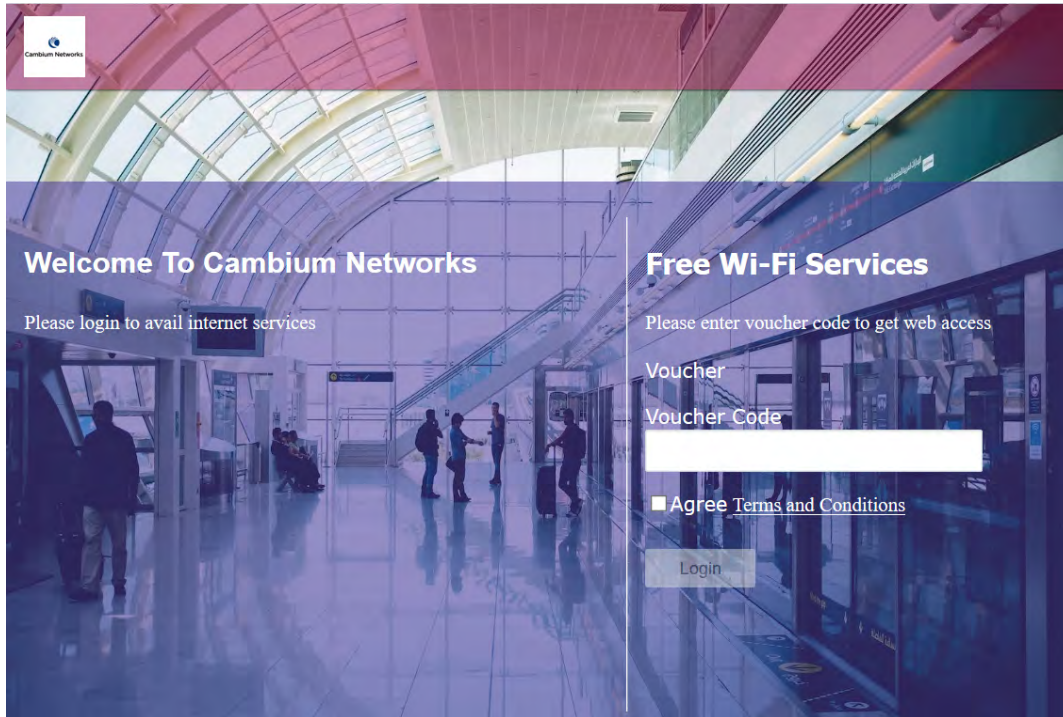 Cambium Networks
Welcome To Cambium Networks
Please login to avail internet services
Free Wi-Fi Services
Please enter voucher code to get web access
Voucher
Voucher Code
Agree Terms and Conditions
Login